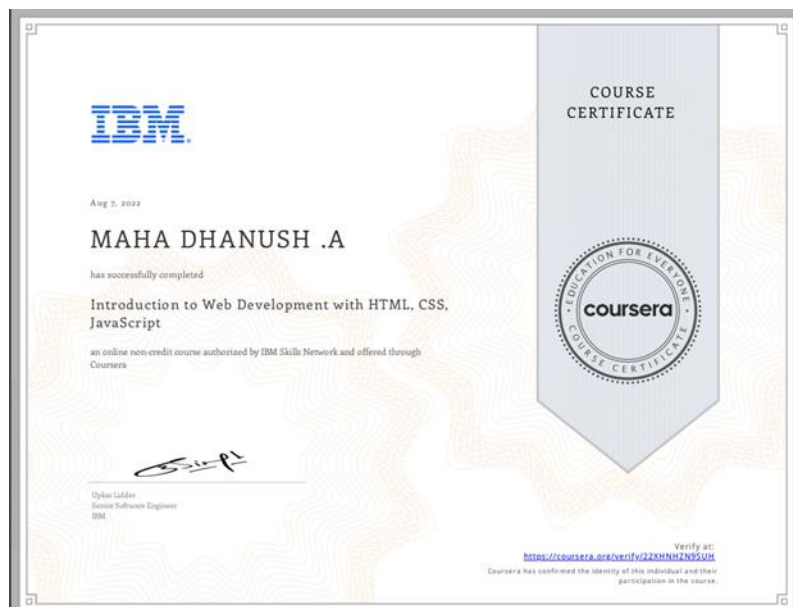 COURSE
CERTIFICATE
IBM
Aug 7, 2022
MAHA DHANUSH .A
has successfully completed
Introduction to Web Development with HTML, CSS,
JavaScript
an online non-credit course authorized by IBM Skills Network and offered through
Coursera
EDUCATION FOR EVERYONE
coursera
COURSE CERTIFICATE
Upkar Lidder
Senior Software Engineer
IBM
Verify at:
https://coursera.org/verify/22XHNHZN9SUH
Coursera has confirmed the identity of this individual and their
participation in the course.